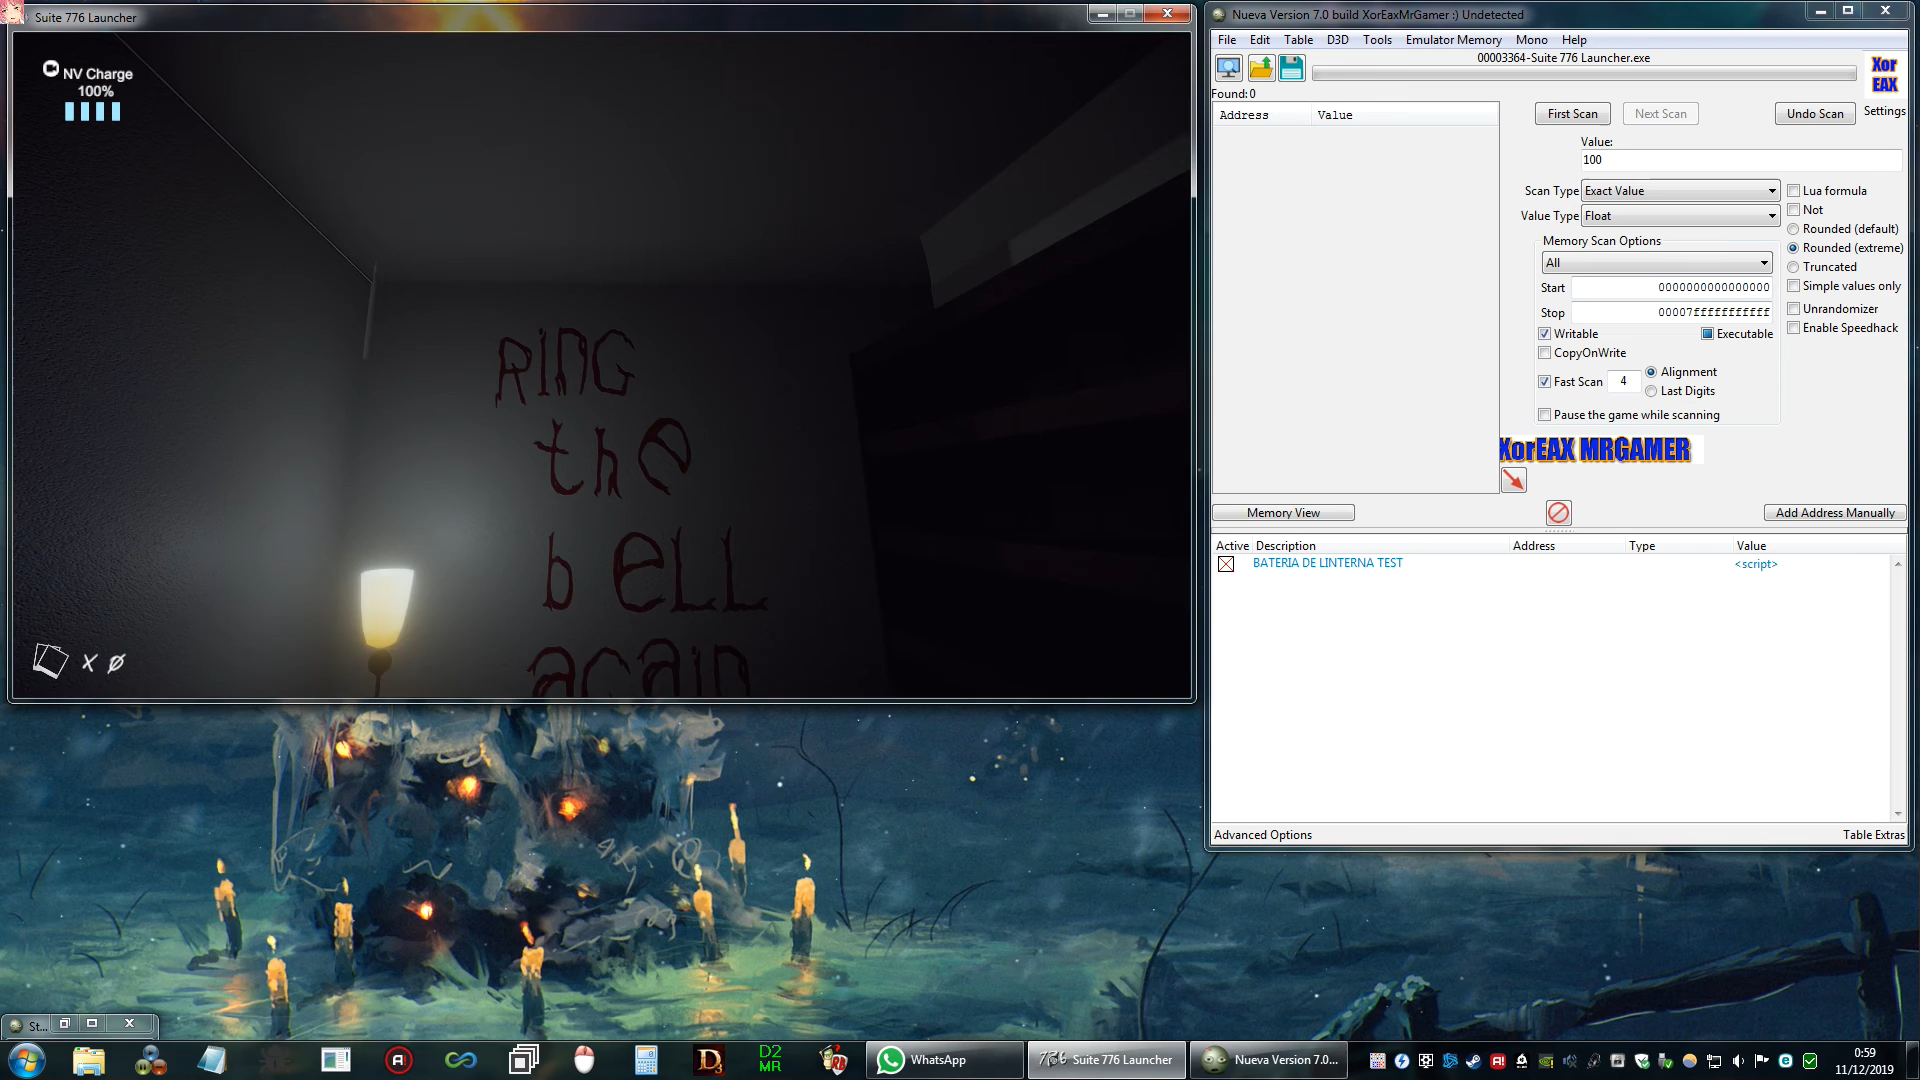 Suite 776 Launcher
NV Charge
100%
RING
the
bELL
again
X Ø
Nueva Version 7.0 build XorEaxMrGamer :) Undetected
File Edit Table D3D Tools Emulator Memory Mono Help
00003364-Suite 776 Launcher.exe
Xor
EAX
Settings
Found: 0
Address Value
First Scan Next Scan Undo Scan
Value:
100
Scan Type Exact Value
Value Type Float
Lua formula
Not
Rounded (default)
Rounded (extreme)
Truncated
Simple values only
Unrandomizer
Enable Speedhack
Memory Scan Options
All
Start 0000000000000000
Stop 00007fffffffffff
Writable Executable
CopyOnWrite
Fast Scan 4 Alignment
Last Digits
Pause the game while scanning
XorEAX MRGAMER
Memory View Add Address Manually
Active Description Address Type Value
BATERIA DE LINTERNA TEST <script>
Advanced Options Table Extras
St...
D2
MR
WhatsApp
776 Suite 776 Launcher
Nueva Version 7.0...
0:59
11/12/2019